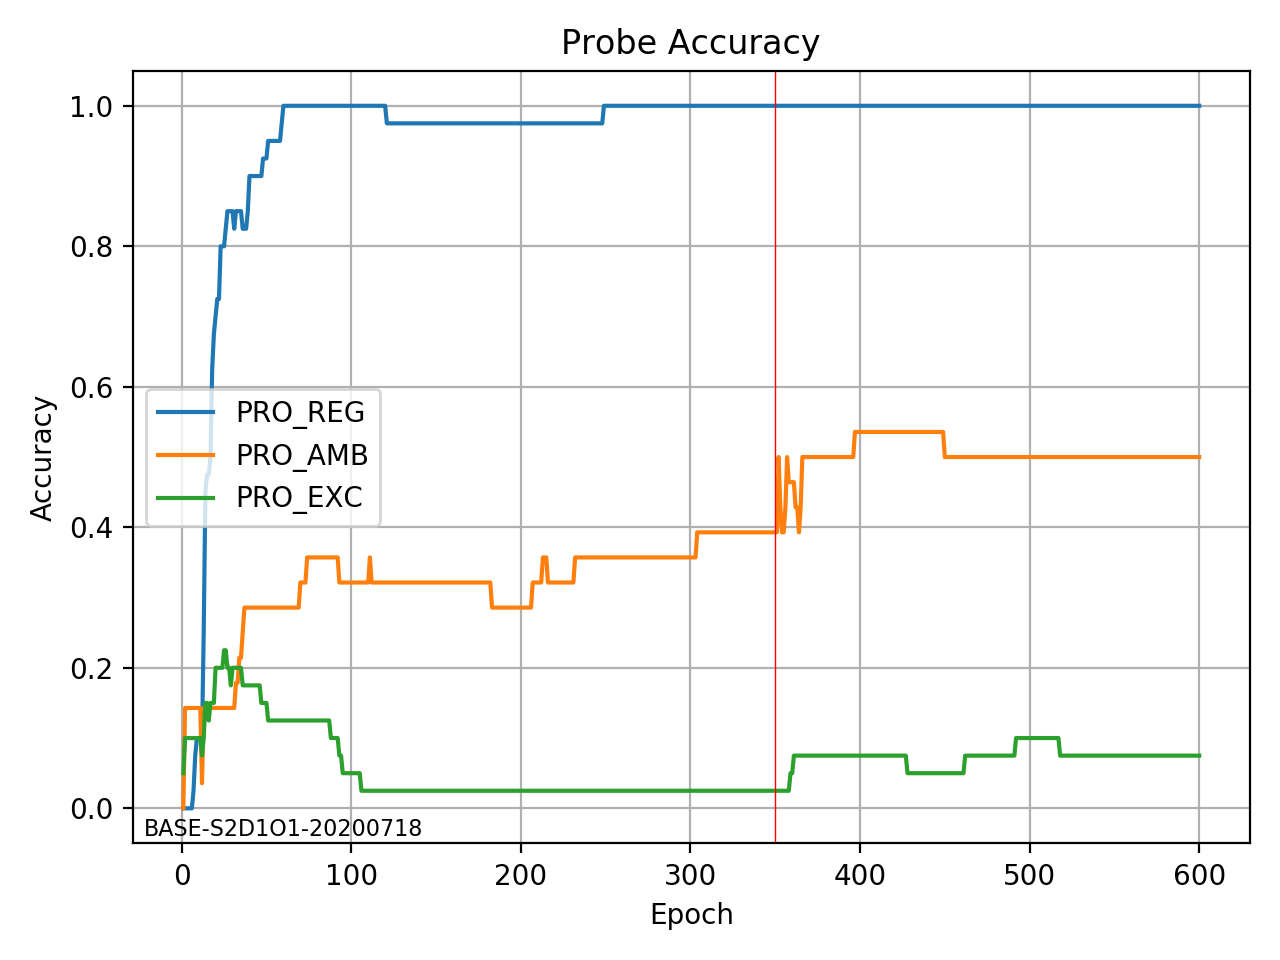 Probe Accuracy
1.0
0.8
0.6
0.4
0.2
0.0
Accuracy
PRO_REG
PRO_AMB
PRO_EXC
BASE-S2D1O1-20200718
0 100 200 300 400 500 600
Epoch